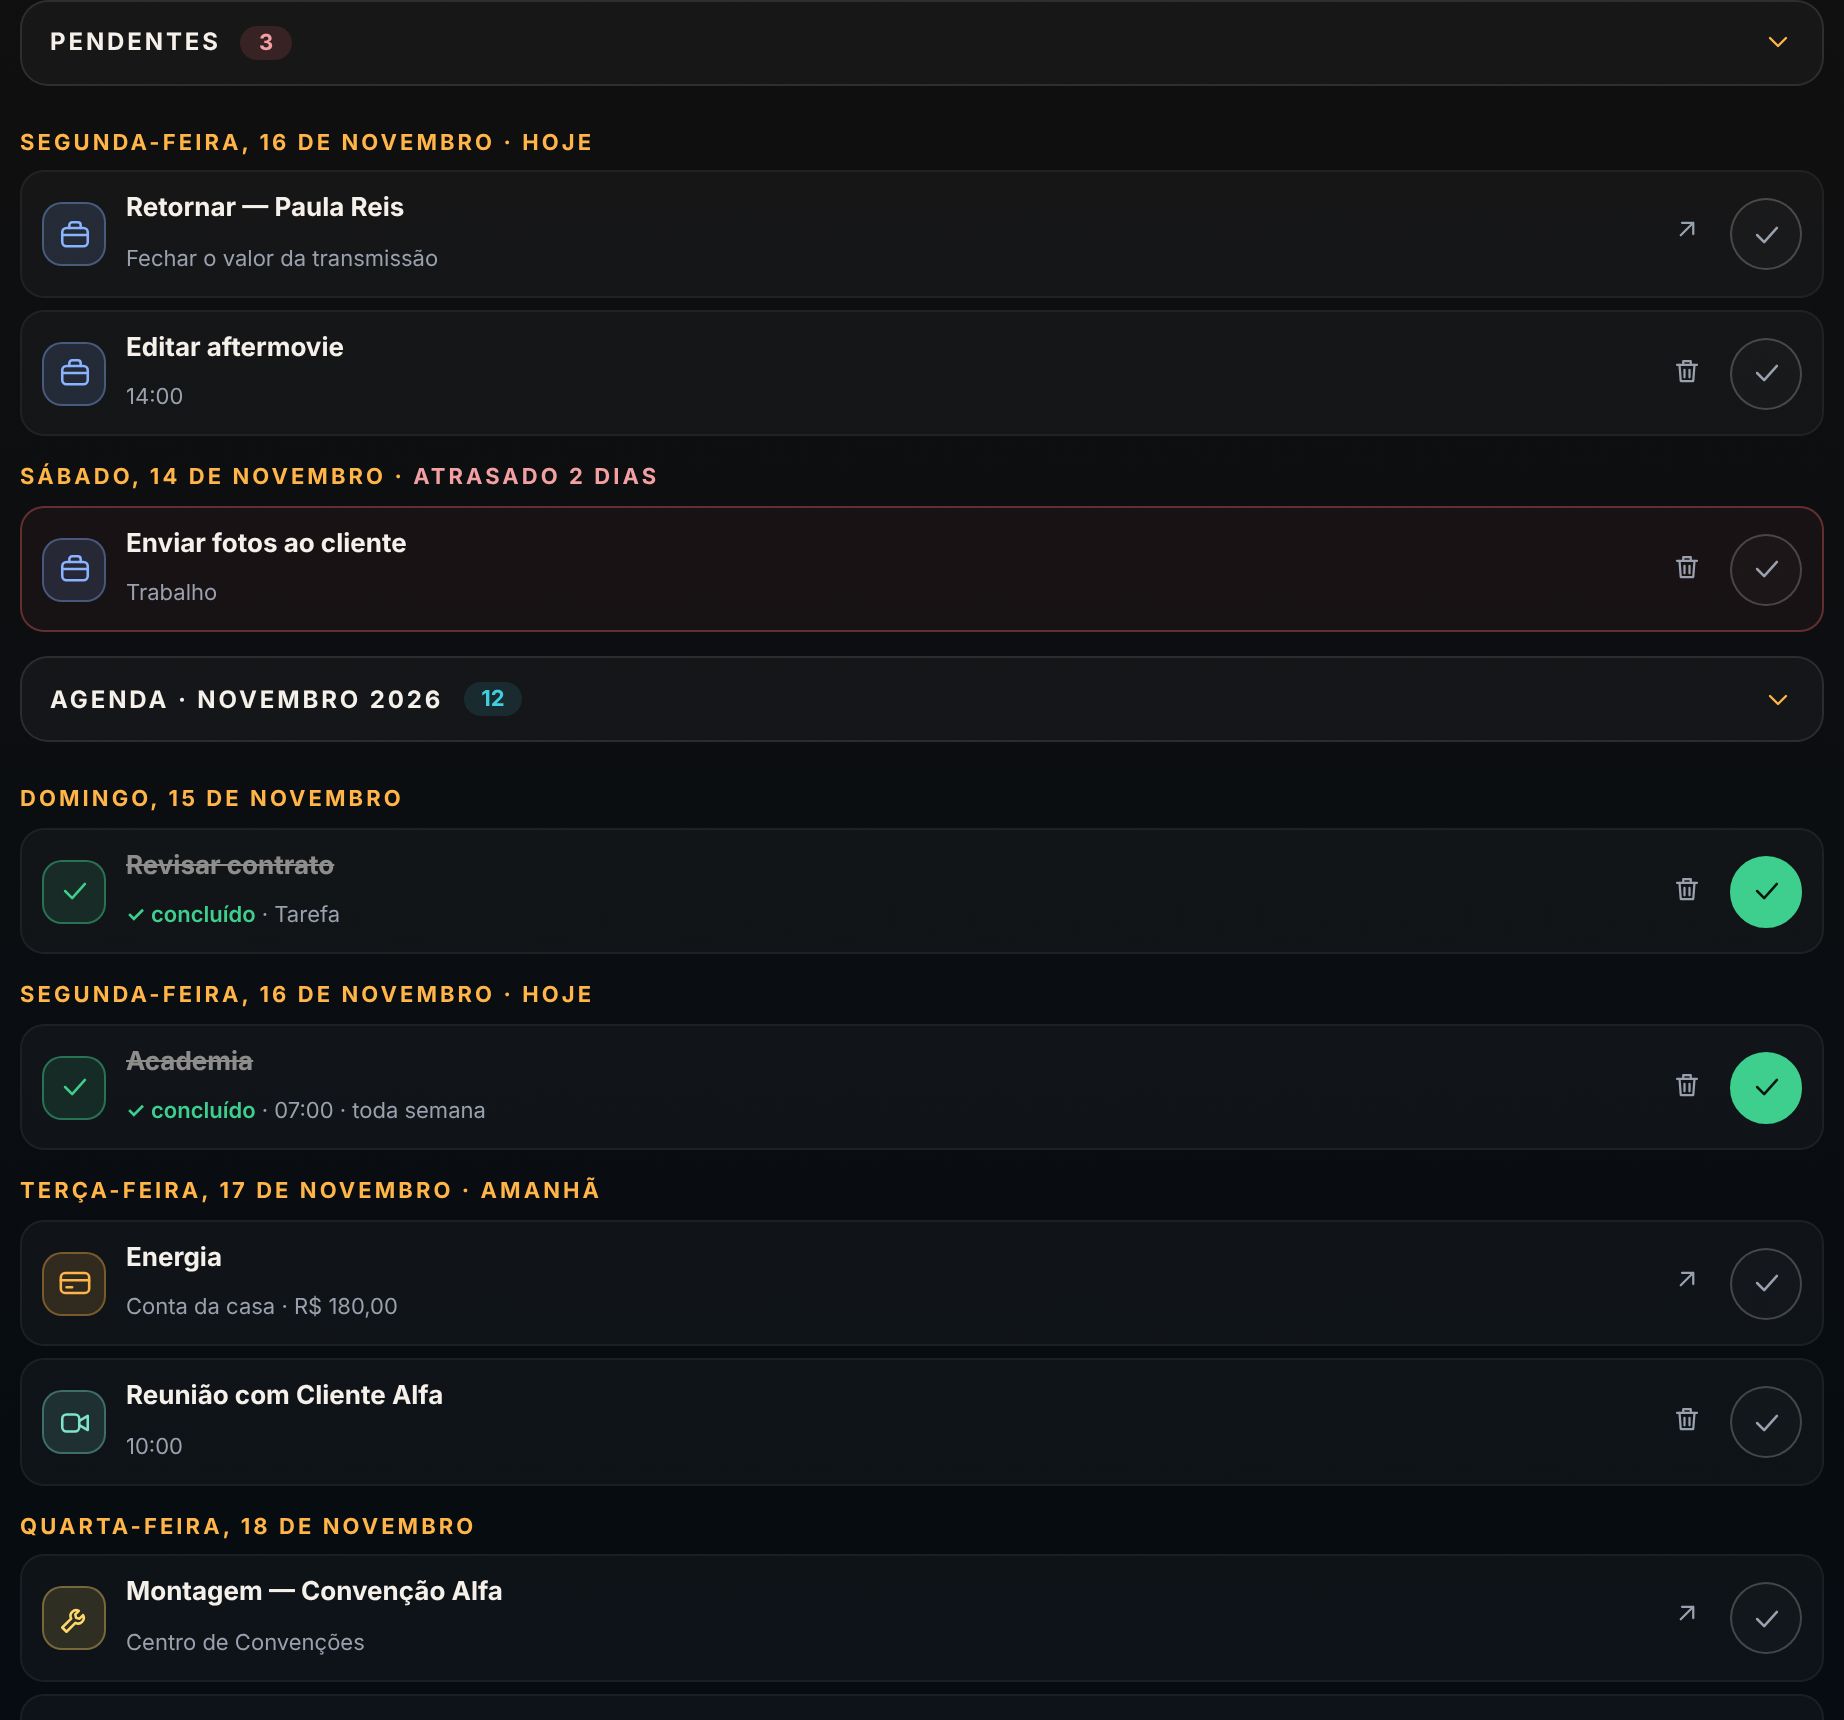 PENDENTES 3
SEGUNDA-FEIRA, 16 DE NOVEMBRO · HOJE
Retornar — Paula Reis
Fechar o valor da transmissão
Editar aftermovie
14:00
SÁBADO, 14 DE NOVEMBRO · ATRASADO 2 DIAS
Enviar fotos ao cliente
Trabalho
AGENDA · NOVEMBRO 2026 12
DOMINGO, 15 DE NOVEMBRO
Revisar contrato
✓ concluído · Tarefa
SEGUNDA-FEIRA, 16 DE NOVEMBRO · HOJE
Academia
✓ concluído · 07:00 · toda semana
TERÇA-FEIRA, 17 DE NOVEMBRO · AMANHÃ
Energia
Conta da casa · R$ 180,00
Reunião com Cliente Alfa
10:00
QUARTA-FEIRA, 18 DE NOVEMBRO
Montagem — Convenção Alfa
Centro de Convenções